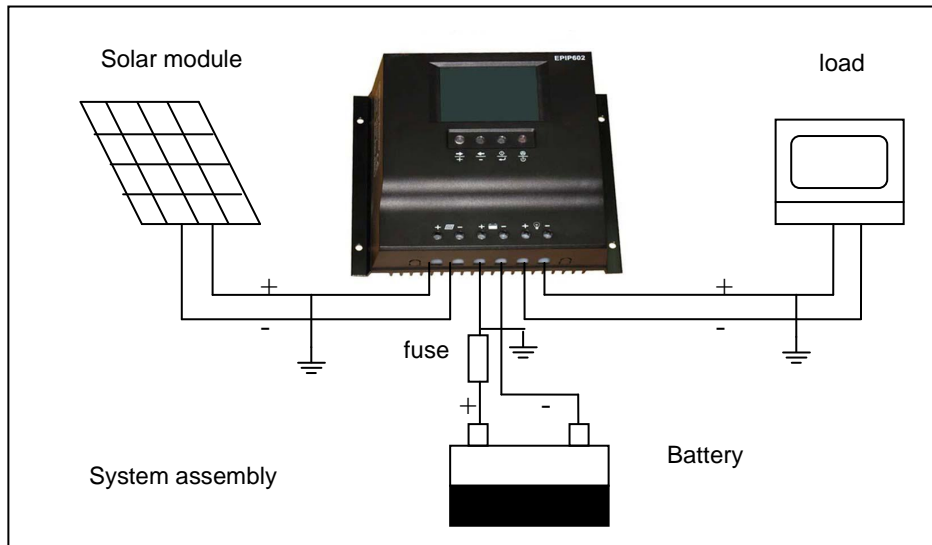 Solar module
EPIP602
load
+ - + - + -
+
-
+
-
fuse
+
-
Battery
System assembly